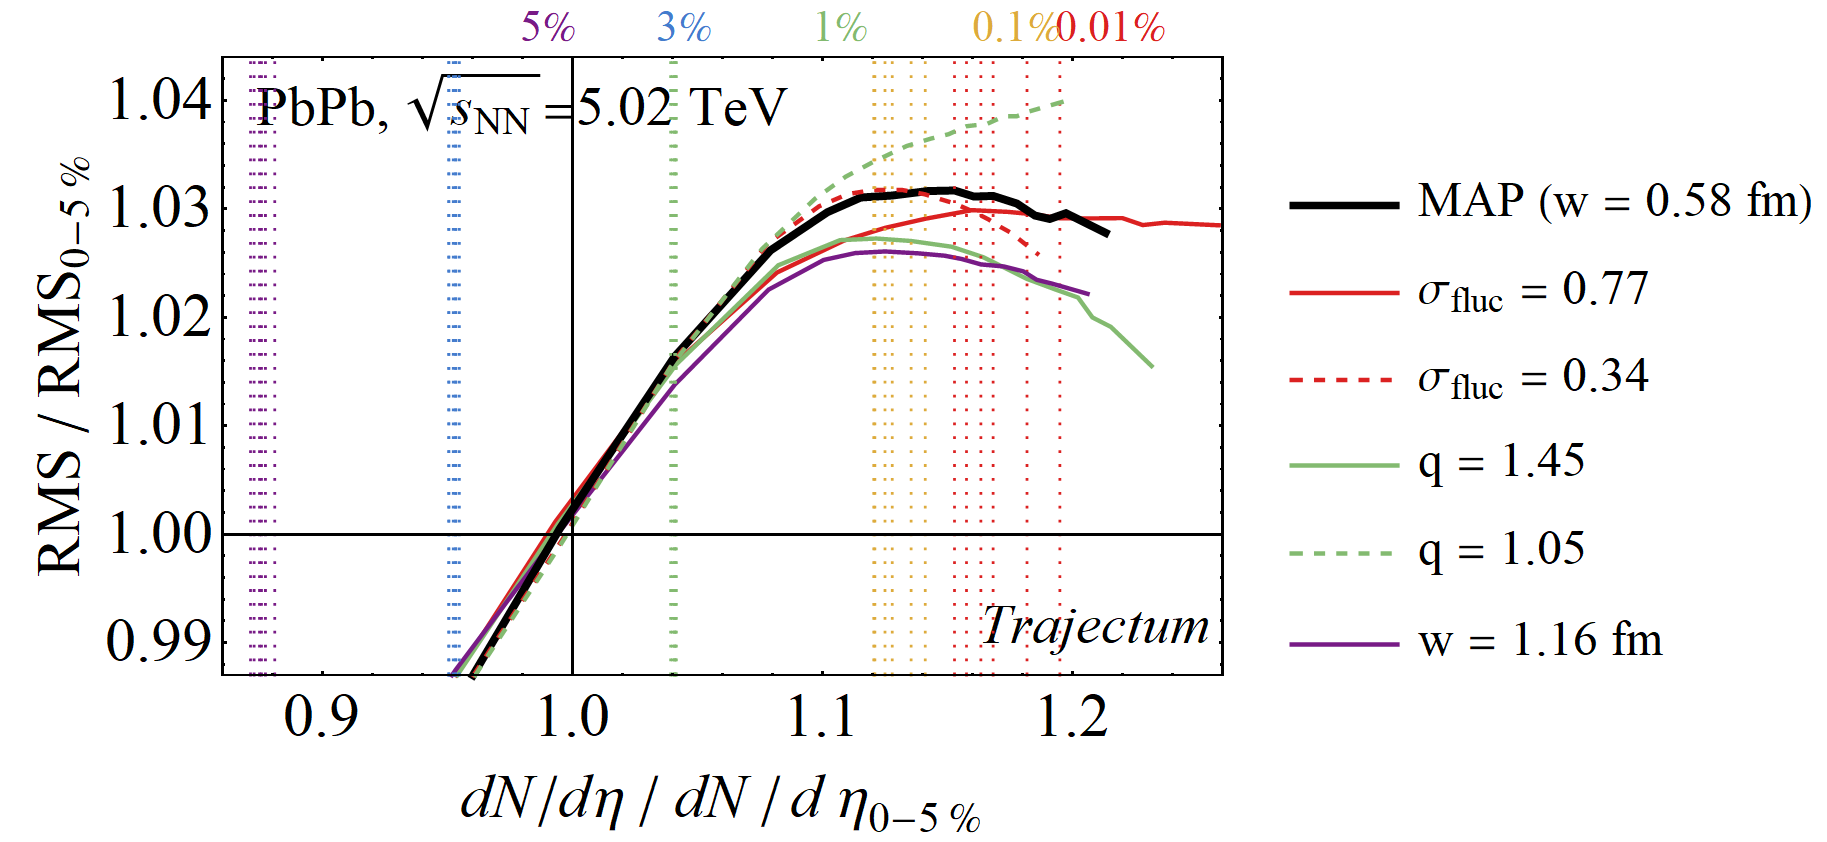 5% 3% 1% 0.1% 0.01%
PbPb, √sNN = 5.02 TeV
1.04
1.03
1.02
1.01
1.00
0.99
RMS / RMS0−5 %
Trajectum
0.9 1.0 1.1 1.2
dN/dη / dN / d η0−5 %
MAP (w = 0.58 fm)
σfluc = 0.77
σfluc = 0.34
q = 1.45
q = 1.05
w = 1.16 fm